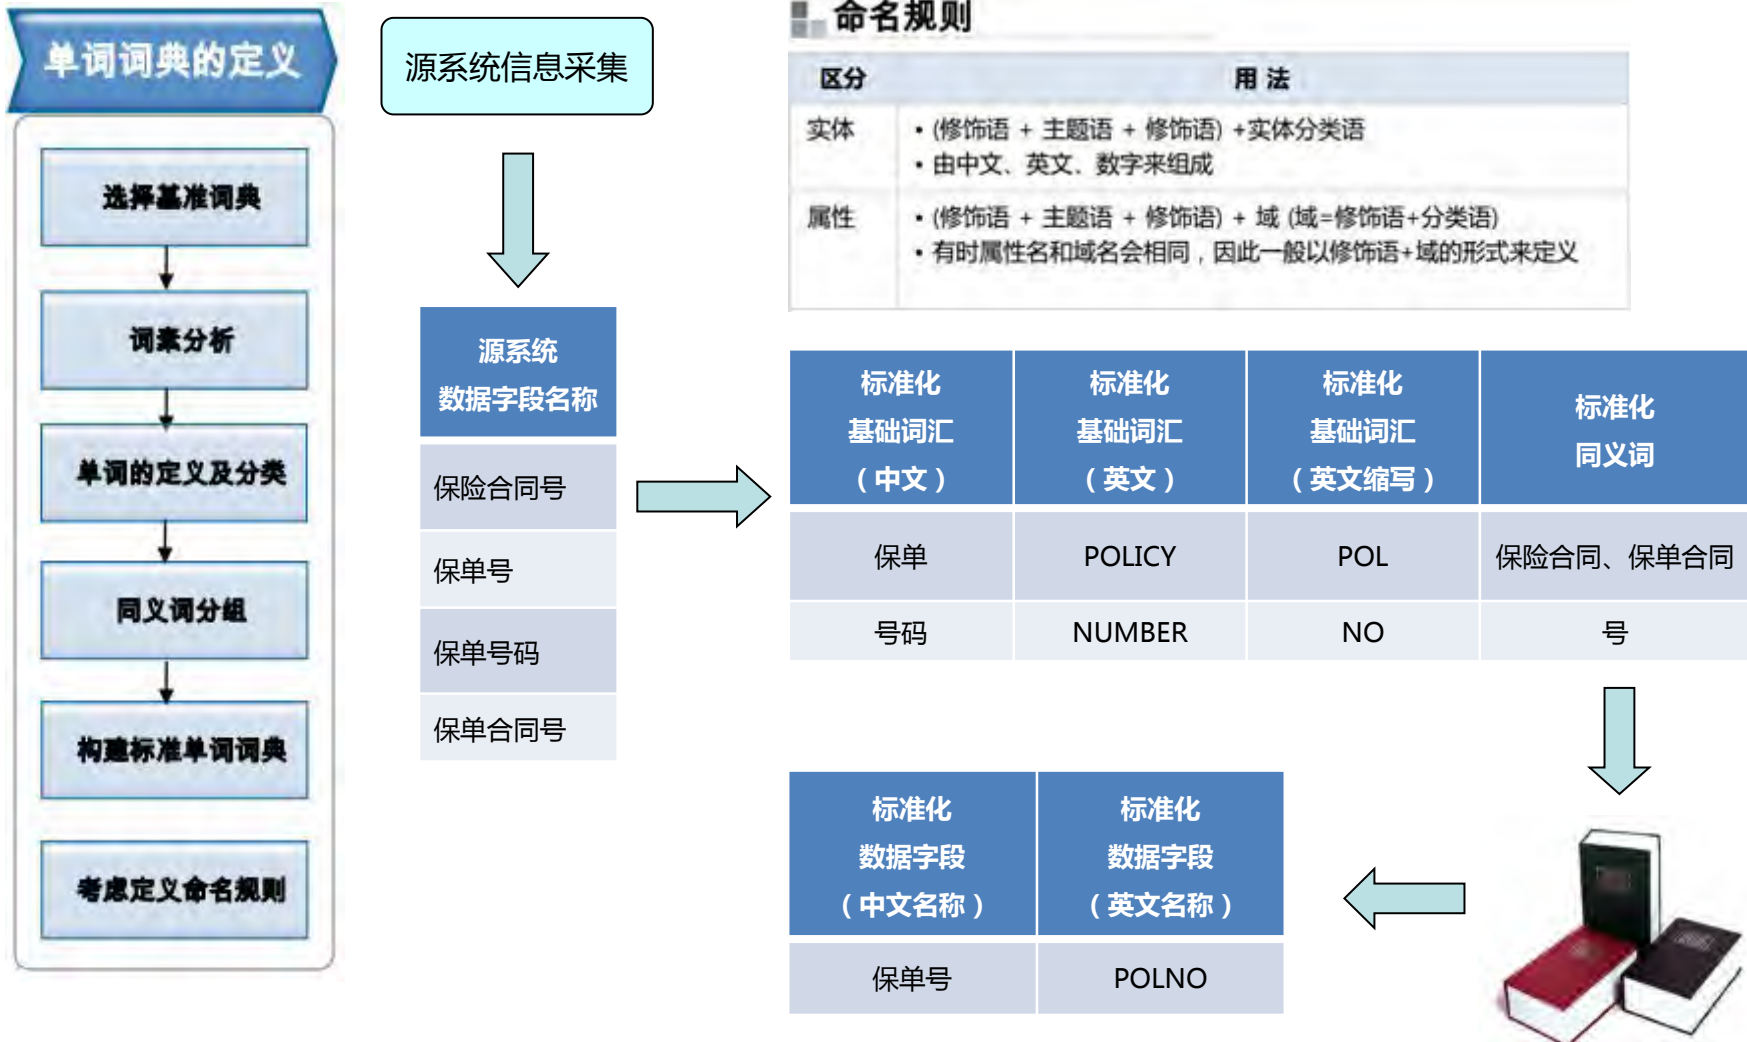 单词词典的定义
选择基准词典
词素分析
单词的定义及分类
同义词分组
构建标准单词词典
考虑定义命名规则
源系统信息采集
源系统
数据字段名称
保险合同号
保单号
保单号码
保单合同号
命名规则
区分 用 法
实体 • (修饰语 + 主题语 + 修饰语) +实体分类语
• 由中文、英文、数字来组成
属性 • (修饰语 + 主题语 + 修饰语) + 域 (域=修饰语+分类语)
• 有时属性名和域名会相同，因此一般以修饰语+域的形式来定义
标准化
基础词汇
（中文）
标准化
基础词汇
（英文）
标准化
基础词汇
（英文缩写）
标准化
同义词
保单 POLICY POL 保险合同、保单合同
号码 NUMBER NO 号
标准化
数据字段
（中文名称）
标准化
数据字段
（英文名称）
保单号 POLNO